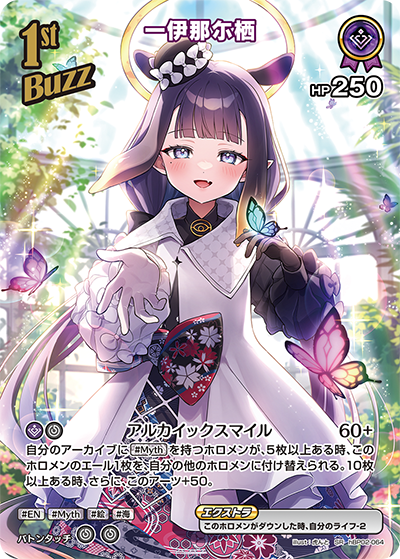 1st
Buzz
一伊那尓栖
HP 250
アルカイックスマイル 60+
自分のアーカイブに #Myth を持つホロメンが、5枚以上ある時、この
ホロメンのエール1枚を、自分の他のホロメンに付け替えられる。10枚
以上ある時、さらに、このアーツ+50。
#EN #Myth #絵 #海
エクストラ
このホロメンがダウンした時、自分のライフ-2
バトンタッチ
SR hBP02-064